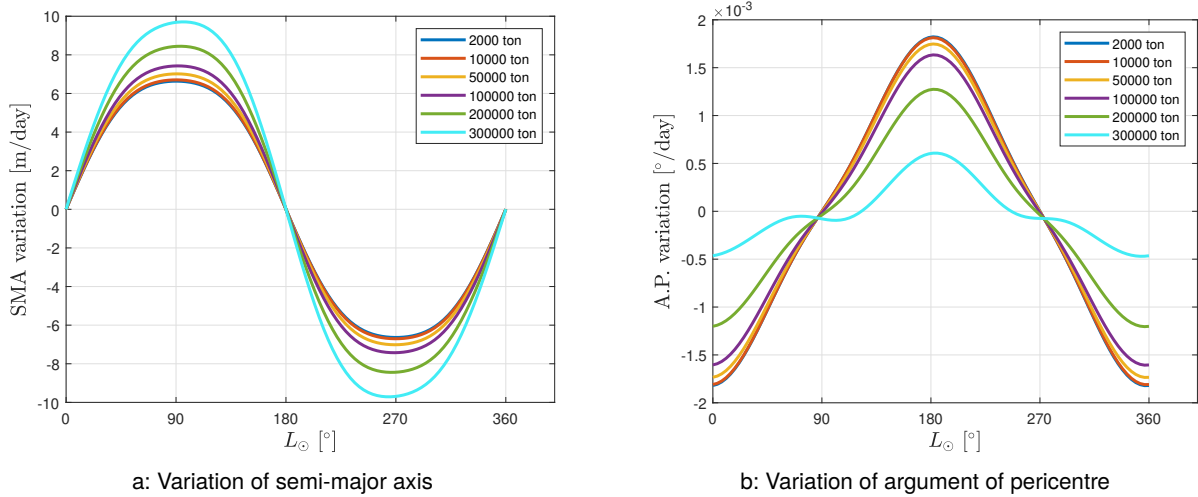 10
8
6
4
2
0
-2
-4
-6
-8
-10
SMA variation [m/day]
0 90 180 270 360
L⊙ [°]
2000 ton
10000 ton
50000 ton
100000 ton
200000 ton
300000 ton
a: Variation of semi-major axis
×10⁻³
2
1.5
1
0.5
0
-0.5
-1
-1.5
-2
A.P. variation [°/day]
0 90 180 270 360
L⊙ [°]
2000 ton
10000 ton
50000 ton
100000 ton
200000 ton
300000 ton
b: Variation of argument of pericentre